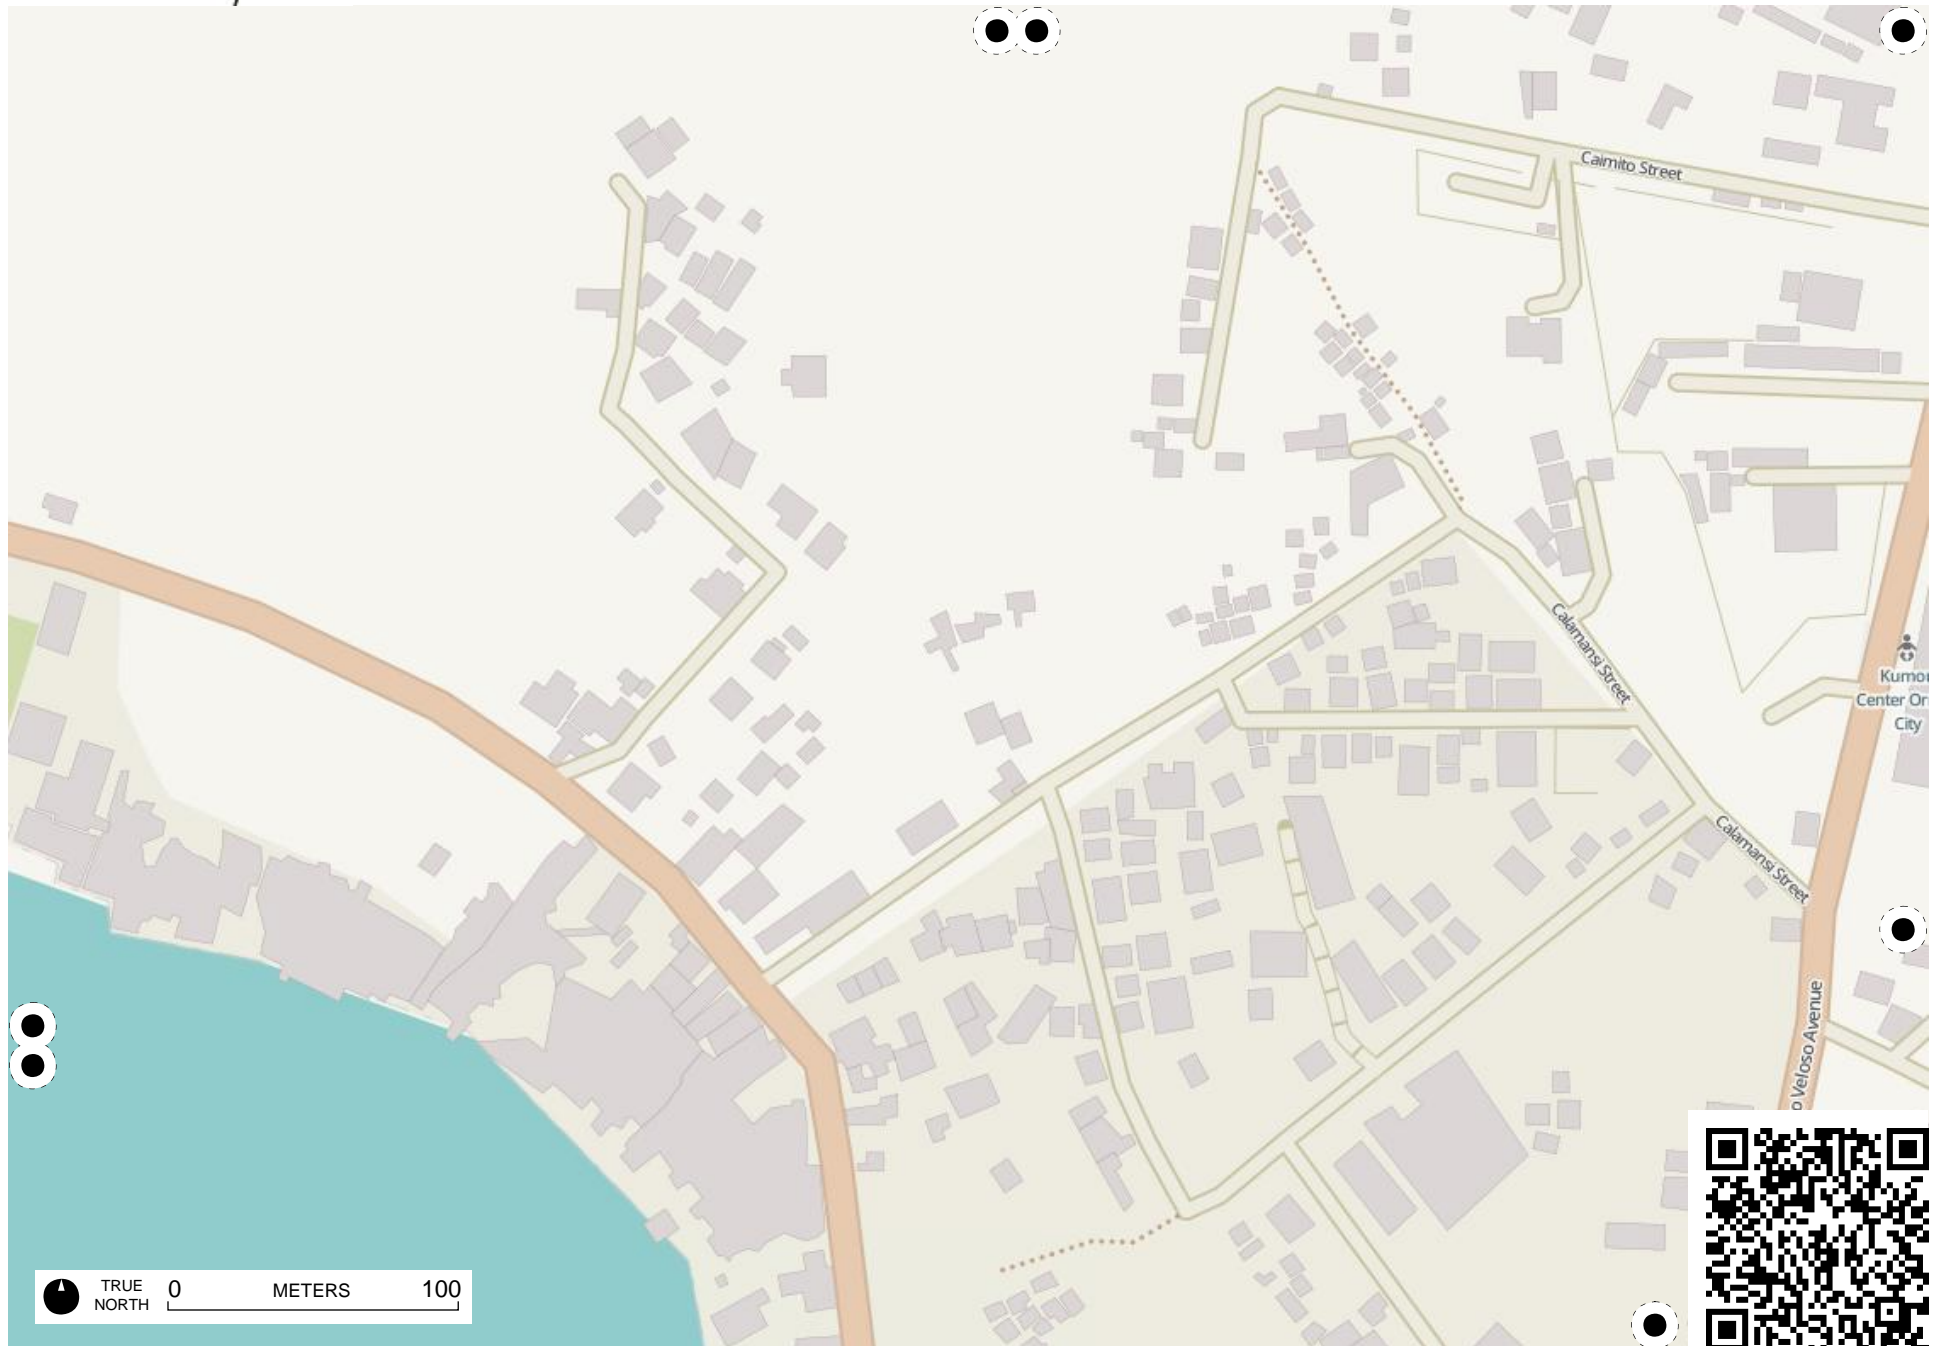 Caimito Street
Calamansi Street
Kumo
Center Or
City
Calamansi Street
o Veloso Avenue
TRUE
NORTH
0 METERS 100